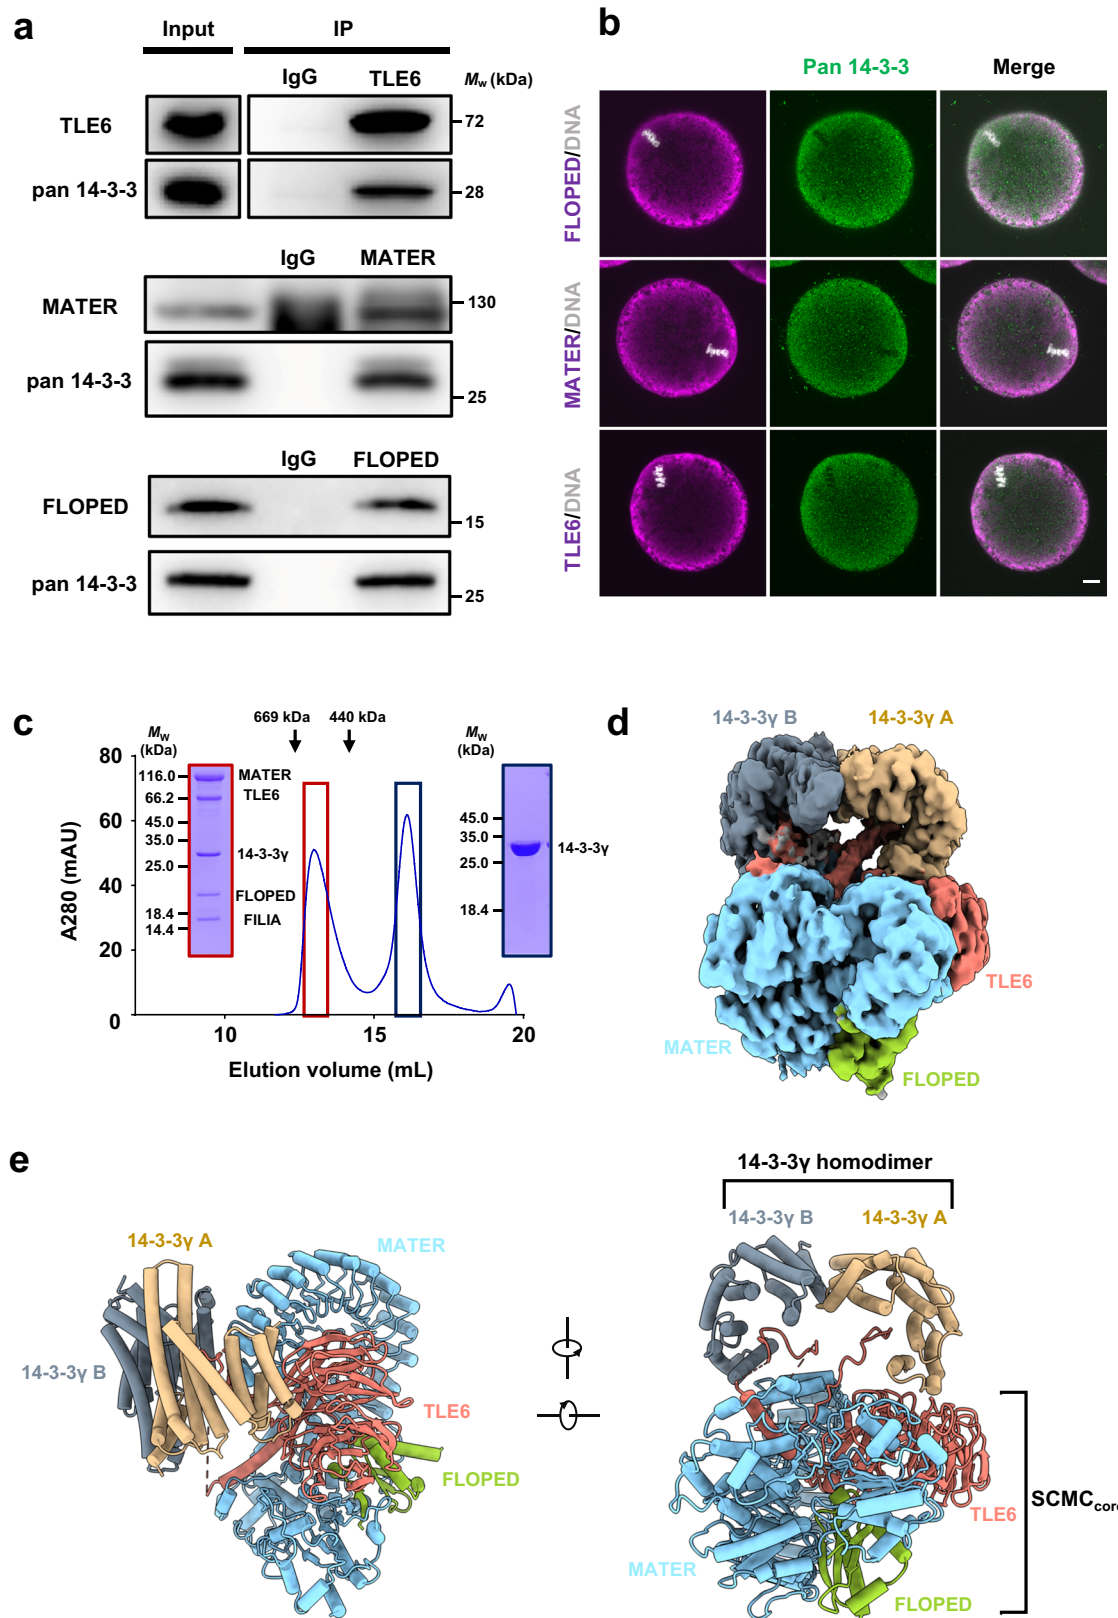 a
Input
IP
IgG
TLE6
Mw (kDa)
TLE6
72
pan 14-3-3
28
IgG
MATER
MATER
130
pan 14-3-3
25
IgG
FLOPED
FLOPED
15
pan 14-3-3
25
b
Pan 14-3-3
Merge
FLOPED/DNA
MATER/DNA
TLE6/DNA
c
669 kDa
440 kDa
Mw
(kDa)
116.0
66.2
45.0
35.0
25.0
18.4
14.4
MATER
TLE6
14-3-3γ
FLOPED
FILIA
Mw
(kDa)
45.0
35.0
25.0
18.4
14-3-3γ
80
60
40
20
0
A280 (mAU)
10
15
20
Elution volume (mL)
d
14-3-3γ B
14-3-3γ A
TLE6
MATER
FLOPED
e
14-3-3γ A
MATER
14-3-3γ B
TLE6
FLOPED
14-3-3γ homodimer
14-3-3γ B
14-3-3γ A
TLE6
SCMCcore
MATER
FLOPED